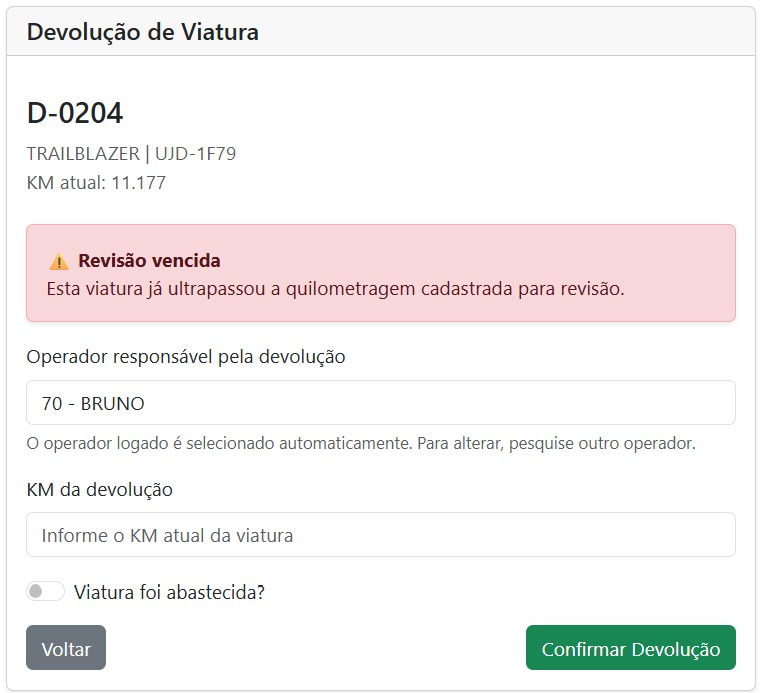 Devolução de Viatura
D-0204
TRAILBLAZER | UJD-1F79
KM atual: 11.177
⚠️ Revisão vencida
Esta viatura já ultrapassou a quilometragem cadastrada para revisão.
Operador responsável pela devolução
70 - BRUNO
O operador logado é selecionado automaticamente. Para alterar, pesquise outro operador.
KM da devolução
Informe o KM atual da viatura
Viatura foi abastecida?
Voltar
Confirmar Devolução